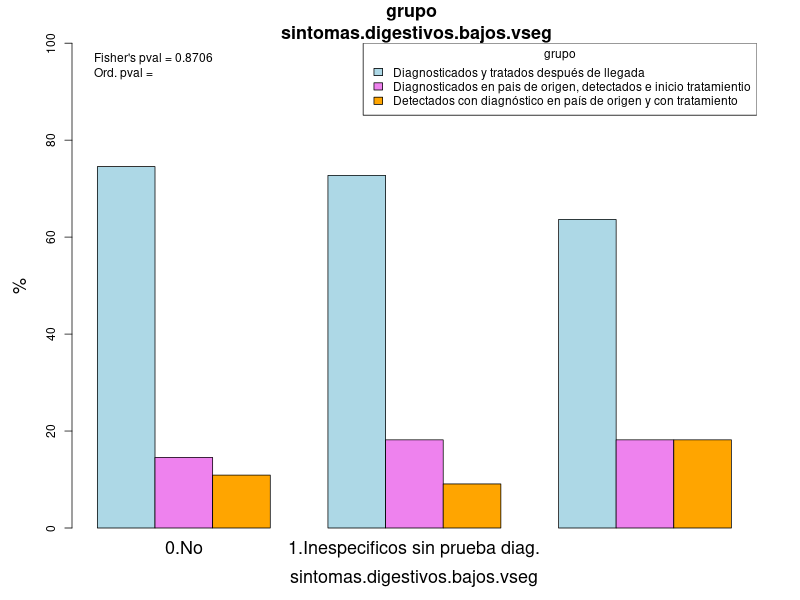 grupo
sintomas.digestivos.bajos.vseg
Fisher's pval = 0.8706
Ord. pval =
grupo
Diagnosticados y tratados después de llegada
Diagnosticados en pais de origen, detectados e inicio tratamientio
Detectados con diagnóstico en país de origen y con tratamiento
%
100
80
60
40
20
0
0.No
1.Inespecificos sin prueba diag.
sintomas.digestivos.bajos.vseg